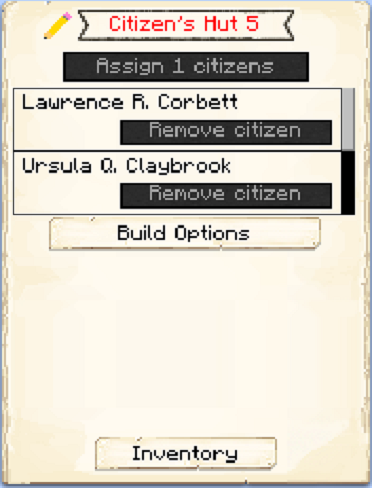 Citizen's Hut 5
Assign 1 citizens
Lawrence R. Corbett
Remove citizen
Ursula Q. Claybrook
Remove citizen
Build Options
Inventory